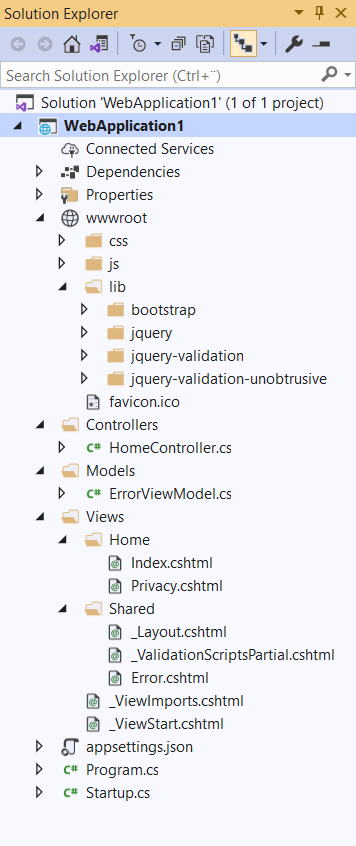 Solution Explorer
Search Solution Explorer (Ctrl+¨)
Solution 'WebApplication1' (1 of 1 project)
WebApplication1
Connected Services
Dependencies
Properties
wwwroot
css
js
lib
bootstrap
jquery
jquery-validation
jquery-validation-unobtrusive
favicon.ico
Controllers
C# HomeController.cs
Models
C# ErrorViewModel.cs
Views
Home
Index.cshtml
Privacy.cshtml
Shared
_Layout.cshtml
_ValidationScriptsPartial.cshtml
Error.cshtml
_ViewImports.cshtml
_ViewStart.cshtml
appsettings.json
C# Program.cs
C# Startup.cs